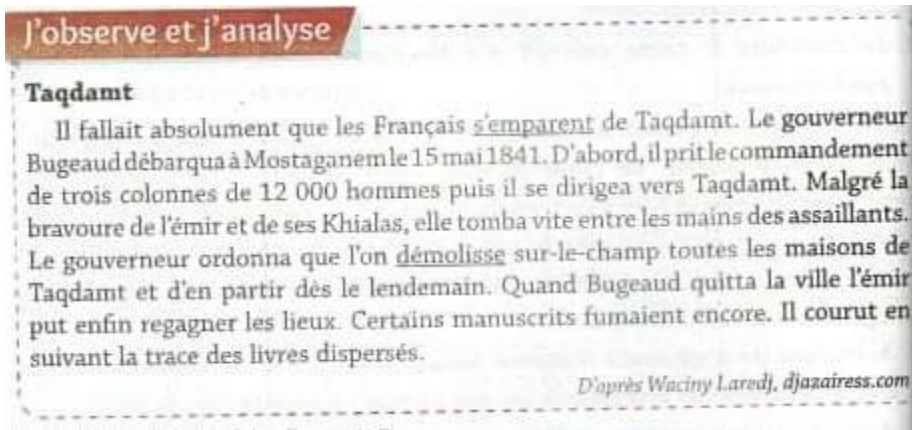 J'observe et j'analyse
Taqdamt
Il fallait absolument que les Français s'emparent de Taqdamt. Le gouverneur
Bugeaud débarqua à Mostaganem le 15 mai 1841. D'abord, il prit le commandement
de trois colonnes de 12 000 hommes puis il se dirigea vers Taqdamt. Malgré la
bravoure de l'émir et de ses Khialas, elle tomba vite entre les mains des assaillants.
Le gouverneur ordonna que l'on démolisse sur-le-champ toutes les maisons de
Taqdamt et d'en partir dès le lendemain. Quand Bugeaud quitta la ville l'émir
put enfin regagner les lieux. Certains manuscrits fumaient encore. Il courut en
suivant la trace des livres dispersés.
D'après Waciny Laredj, djazairess.com